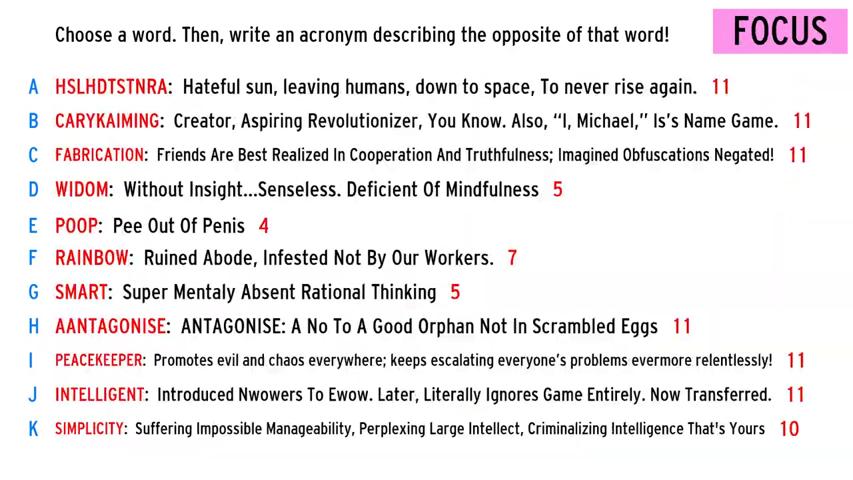 Choose a word. Then, write an acronym describing the opposite of that word!
FOCUS
A HSLHDTSTNRA: Hateful sun, leaving humans, down to space, To never rise again. 11
B CARYKAIMING: Creator, Aspiring Revolutionizer, You Know. Also, “I, Michael,” Is’s Name Game. 11
C FABRICATION: Friends Are Best Realized In Cooperation And Truthfulness; Imagined Obfuscations Negated! 11
D WIDOM: Without Insight...Senseless. Deficient Of Mindfulness 5
E POOP: Pee Out Of Penis 4
F RAINBOW: Ruined Abode, Infested Not By Our Workers. 7
G SMART: Super Mentaly Absent Rational Thinking 5
H AANTAGONISE: ANTAGONISE: A No To A Good Orphan Not In Scrambled Eggs 11
I PEACEKEEPER: Promotes evil and chaos everywhere; keeps escalating everyone’s problems evermore relentlessly! 11
J INTELLIGENT: Introduced Nwowers To Ewow. Later, Literally Ignores Game Entirely. Now Transferred. 11
K SIMPLICITY: Suffering Impossible Manageability, Perplexing Large Intellect, Criminalizing Intelligence That's Yours 10